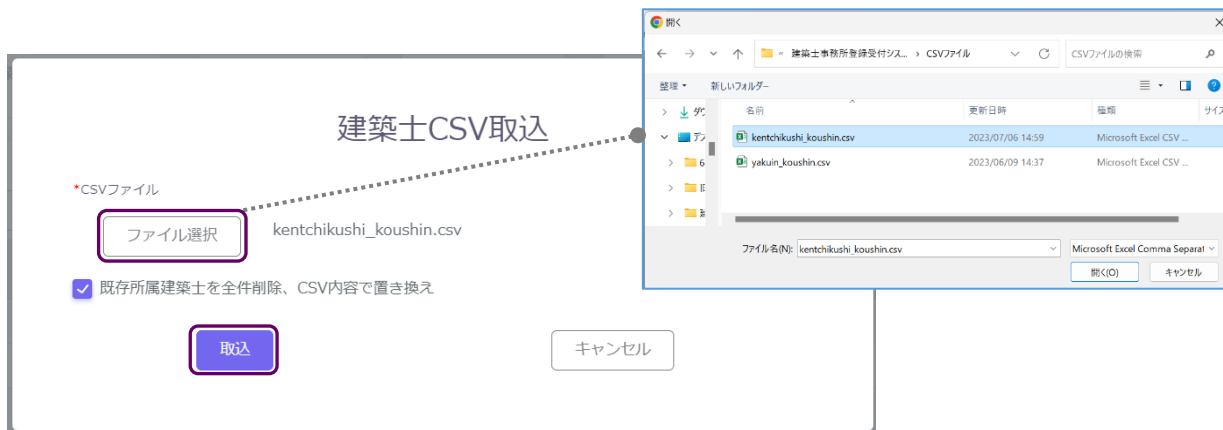 開く
建築士事務所登録受付シス... › CSVファイル
CSVファイルの検索
整理
新しいフォルダー
名前
更新日時
種類
kentchikushi_koushin.csv
2023/07/06 14:59
Microsoft Excel CSV ...
yakuin_koushin.csv
2023/06/09 14:37
Microsoft Excel CSV ...
6
ファイル名(N):
kentchikushi_koushin.csv
Microsoft Excel Comma Separat
開く(O)
キャンセル
建築士CSV取込
*CSVファイル
ファイル選択
kentchikushi_koushin.csv
既存所属建築士を全件削除、CSV内容で置き換え
取込
キャンセル